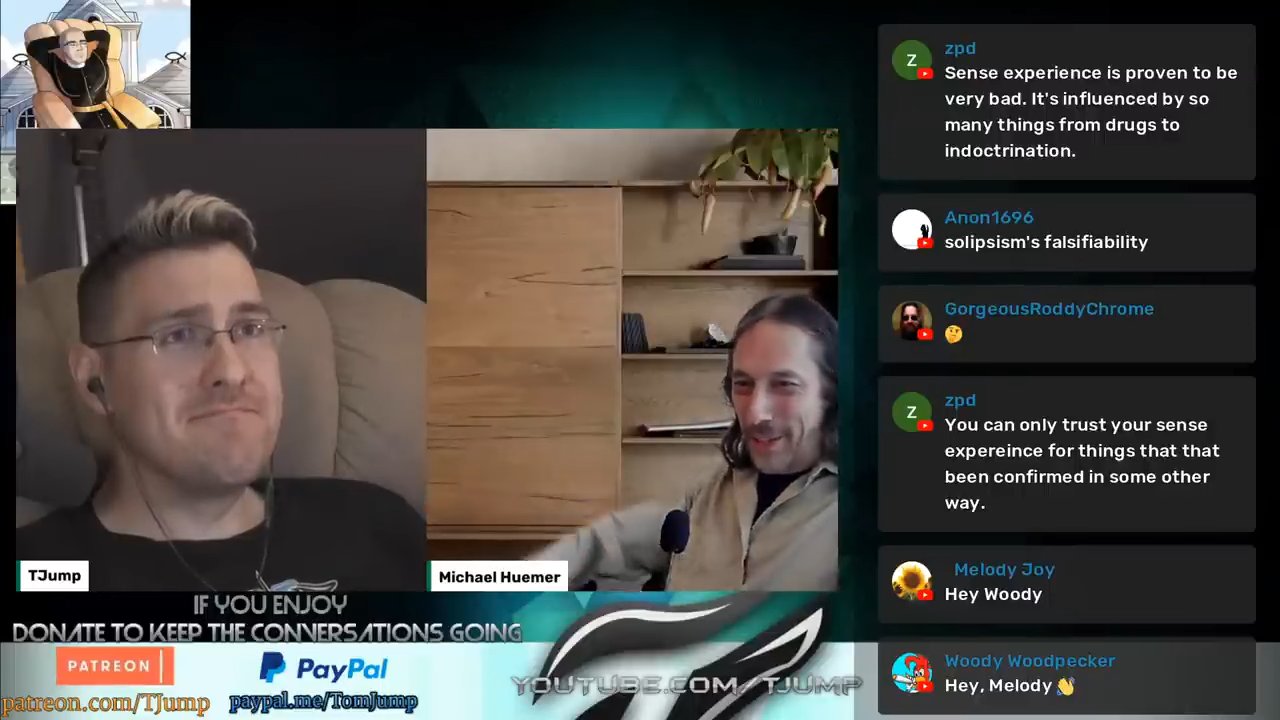 TJump
Michael Huemer
IF YOU ENJOY
DONATE TO KEEP THE CONVERSATIONS GOING
PATREON
PayPal
patreon.com/TJump
paypal.me/TomJump
YOUTUBE.COM/TJUMP
Z
zpd
Sense experience is proven to be
very bad. It's influenced by so
many things from drugs to
indoctrination.
Anon1696
solipsism's falsifiability
GorgeousRoddyChrome
🤔
Z
zpd
You can only trust your sense
expereince for things that that
been confirmed in some other
way.
Melody Joy
Hey Woody
Woody Woodpecker
Hey, Melody 👋